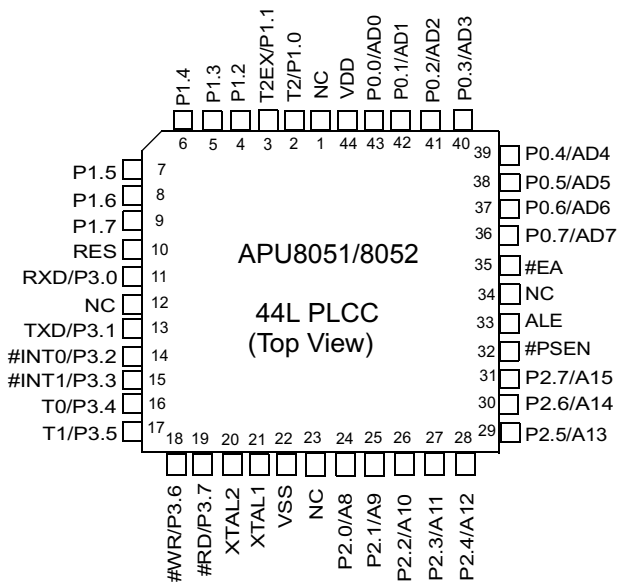 P1.4
P1.3
P1.2
T2EX/P1.1
T2/P1.0
NC
VDD
P0.0/AD0
P0.1/AD1
P0.2/AD2
P0.3/AD3
6 5 4 3 2 1 44 43 42 41 40
P1.5 7
P1.6 8
P1.7 9
RES 10
RXD/P3.0 11
NC 12
TXD/P3.1 13
#INT0/P3.2 14
#INT1/P3.3 15
T0/P3.4 16
T1/P3.5 17
APU8051/8052
44L PLCC
(Top View)
39 P0.4/AD4
38 P0.5/AD5
37 P0.6/AD6
36 P0.7/AD7
35 #EA
34 NC
33 ALE
32 #PSEN
31 P2.7/A15
30 P2.6/A14
29 P2.5/A13
18 19 20 21 22 23 24 25 26 27 28
#WR/P3.6
#RD/P3.7
XTAL2
XTAL1
VSS
NC
P2.0/A8
P2.1/A9
P2.2/A10
P2.3/A11
P2.4/A12